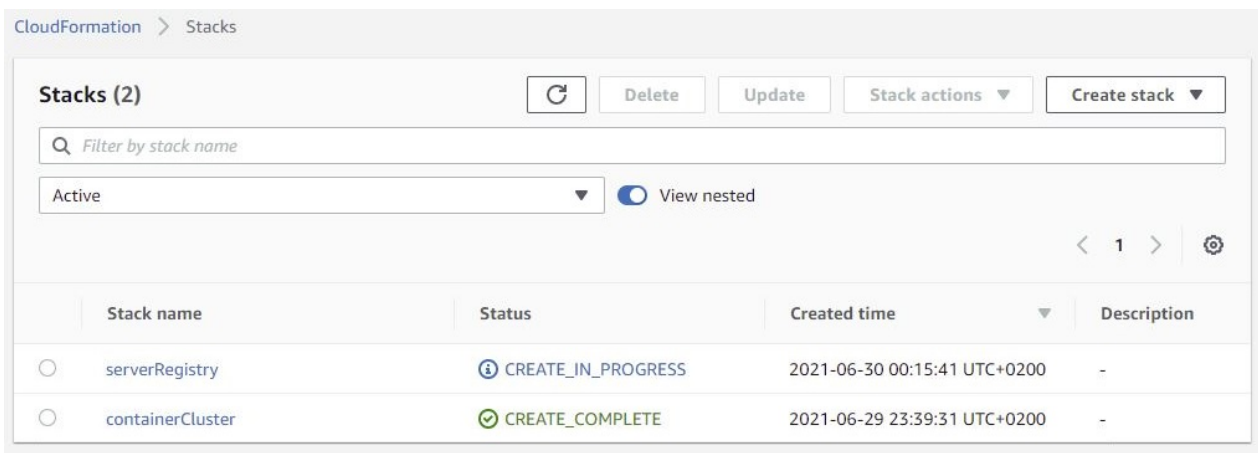 CloudFormation > Stacks
Stacks (2) Delete Update Stack actions Create stack
Filter by stack name
Active View nested
< 1 >
Stack name Status Created time Description
serverRegistry CREATE_IN_PROGRESS 2021-06-30 00:15:41 UTC+0200 -
containerCluster CREATE_COMPLETE 2021-06-29 23:39:31 UTC+0200 -